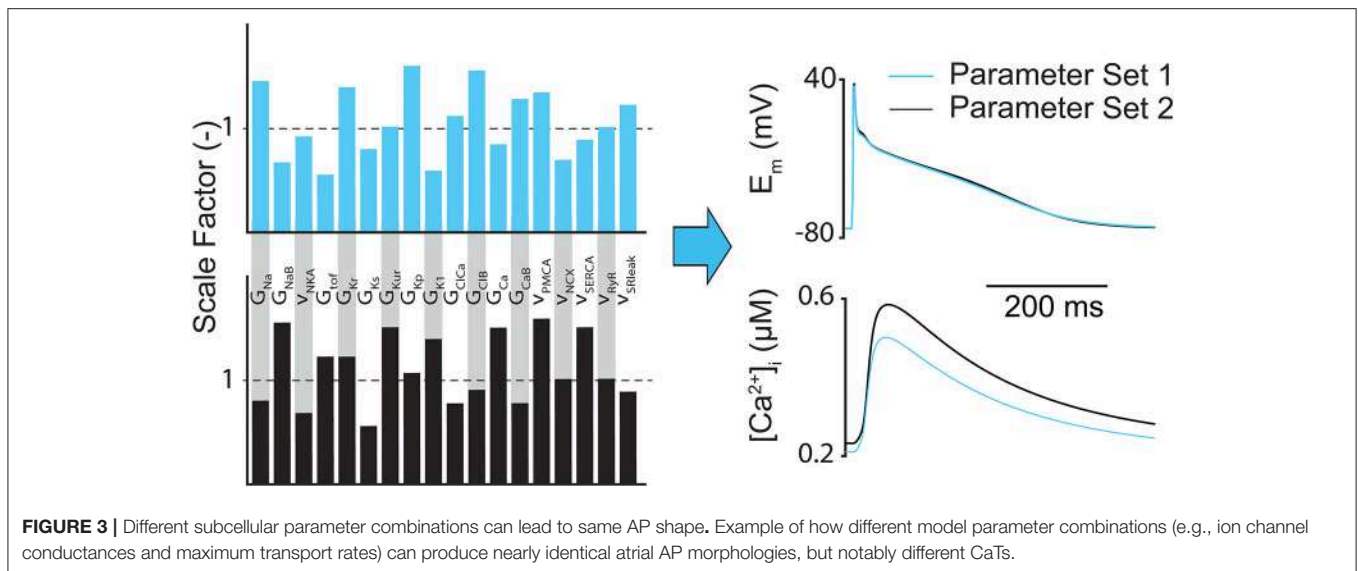 Scale Factor (-)
1
G_Na
G_NaB
v_NKA
G_tof
G_Kr
G_Ks
G_Kur
G_Kp
G_K1
G_ClCa
G_ClB
G_Ca
G_CaB
v_PMCA
v_NCX
v_SERCA
v_RyR
v_SRleak
1
40
E_m (mV)
-80
Parameter Set 1
Parameter Set 2
0.6
[Ca²⁺]_i (μM)
0.2
200 ms
FIGURE 3 | Different subcellular parameter combinations can lead to same AP shape. Example of how different model parameter combinations (e.g., ion channel
conductances and maximum transport rates) can produce nearly identical atrial AP morphologies, but notably different CaTs.